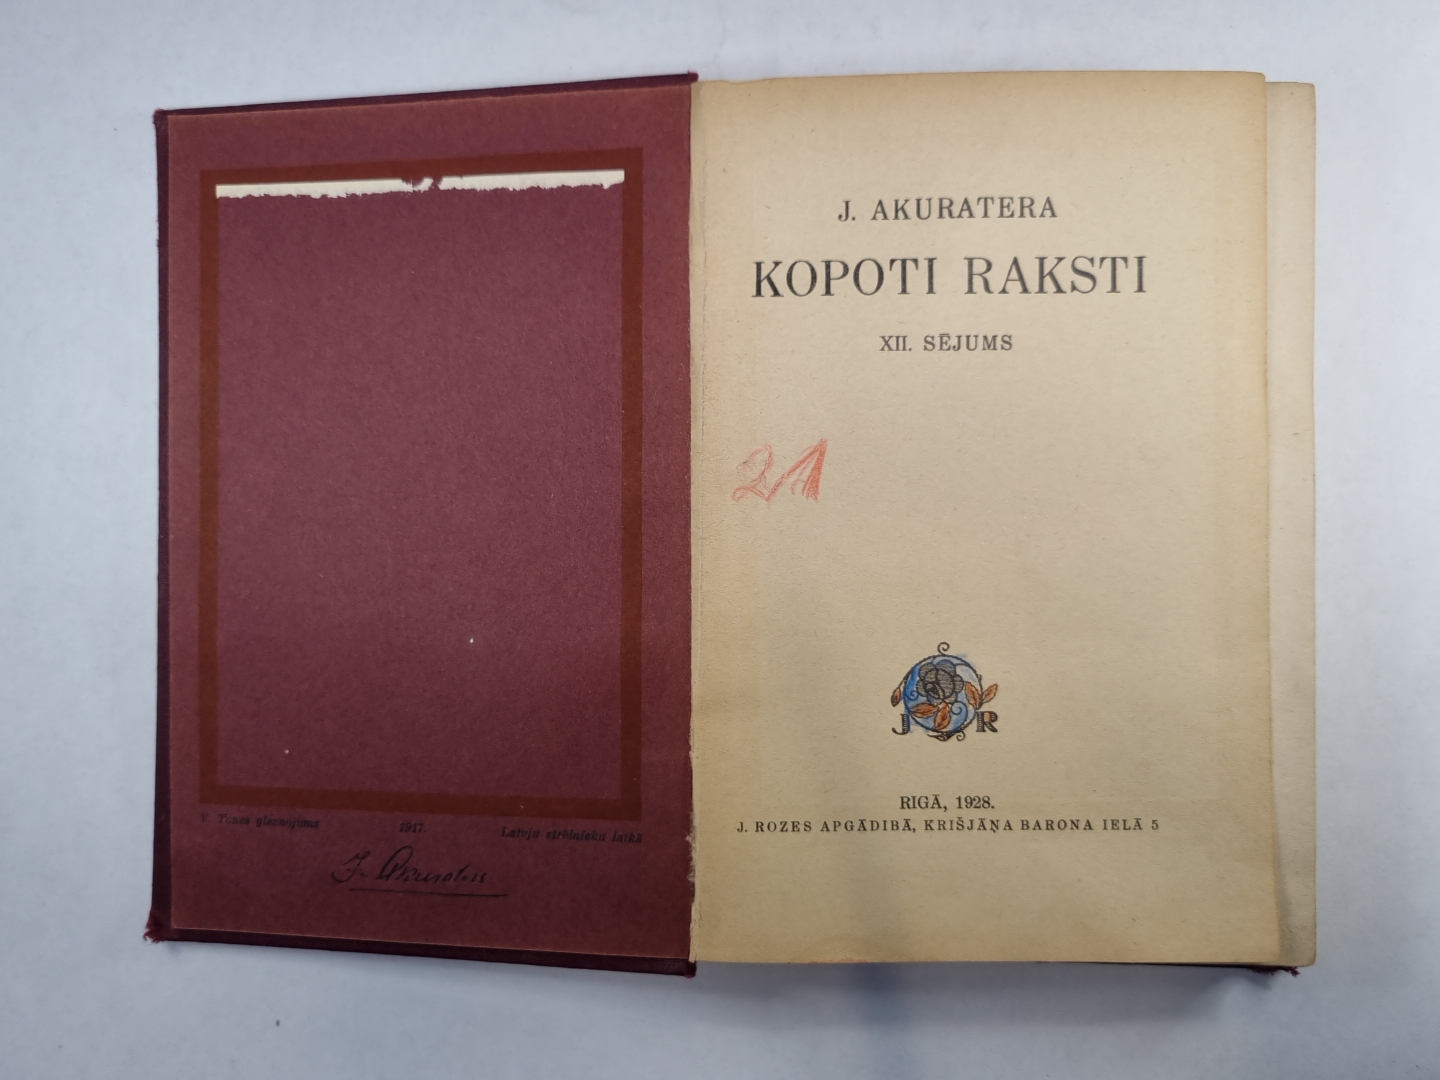 V. Tones gleznojums 1917. Latvju strēlnieku laikā
J. Akuraters
J. AKURATERA
KOPOTI RAKSTI
XII. SĒJUMS
21
J R
RIGĀ, 1928.
J. ROZES APGĀDIBĀ, KRIŠJĀŅA BARONA IELĀ 5